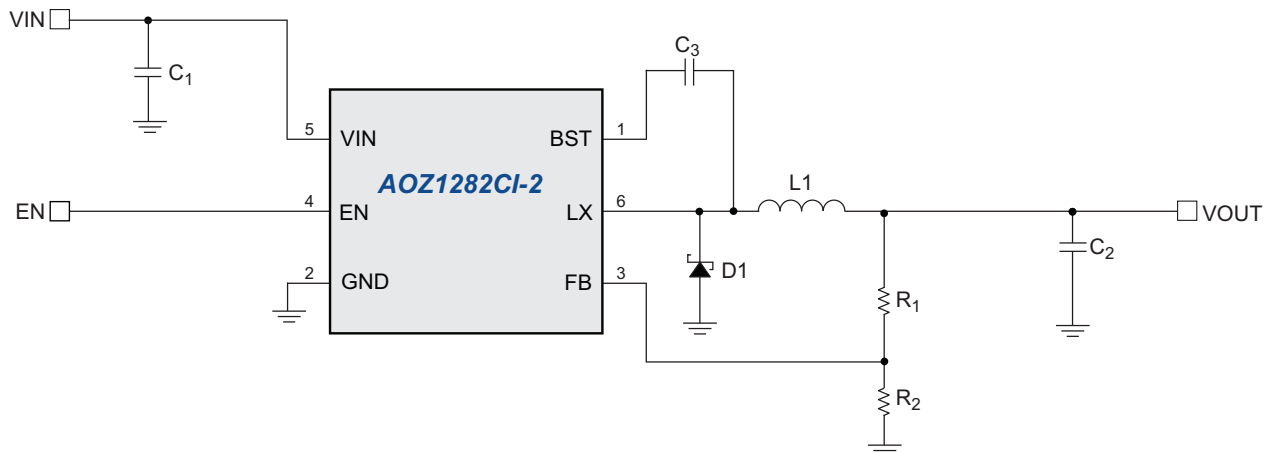 VIN
C1
C3
5 VIN
BST 1
AOZ1282CI-2
EN
4 EN
LX 6
L1
VOUT
C2
D1
2 GND
FB 3
R1
R2